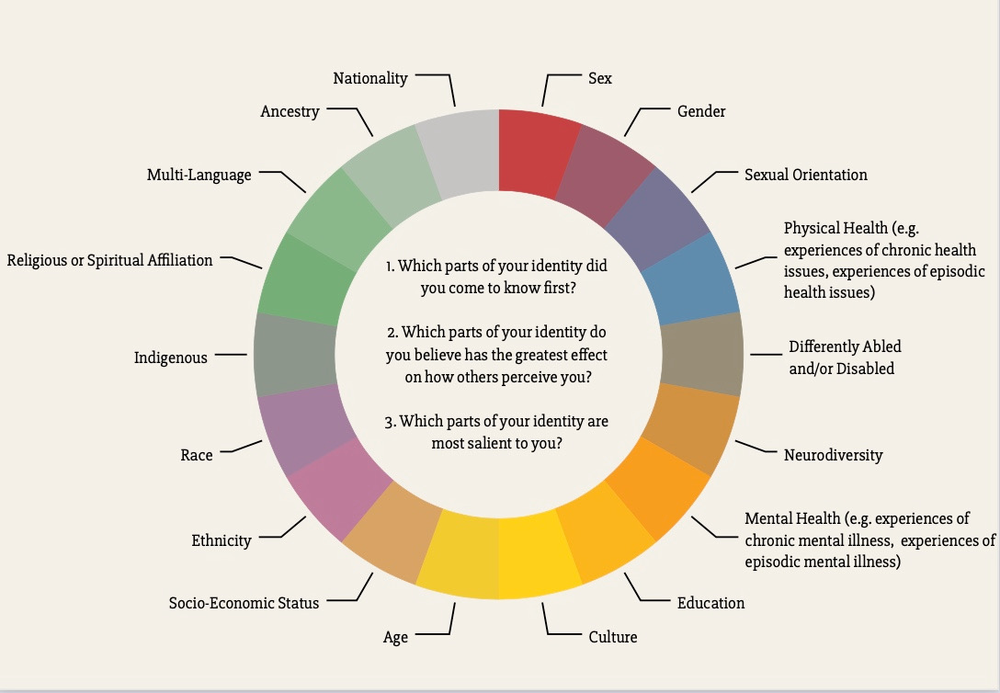 Nationality
Sex
Ancestry
Gender
Multi-Language
Sexual Orientation
Physical Health (e.g.
experiences of chronic health
issues, experiences of episodic
health issues)
Religious or Spiritual Affiliation
1. Which parts of your identity did
you come to know first?
2. Which parts of your identity do
you believe has the greatest effect
on how others perceive you?
3. Which parts of your identity are
most salient to you?
Indigenous
Differently Abled
and/or Disabled
Race
Neurodiversity
Ethnicity
Mental Health (e.g. experiences of
chronic mental illness, experiences of
episodic mental illness)
Socio-Economic Status
Education
Age
Culture